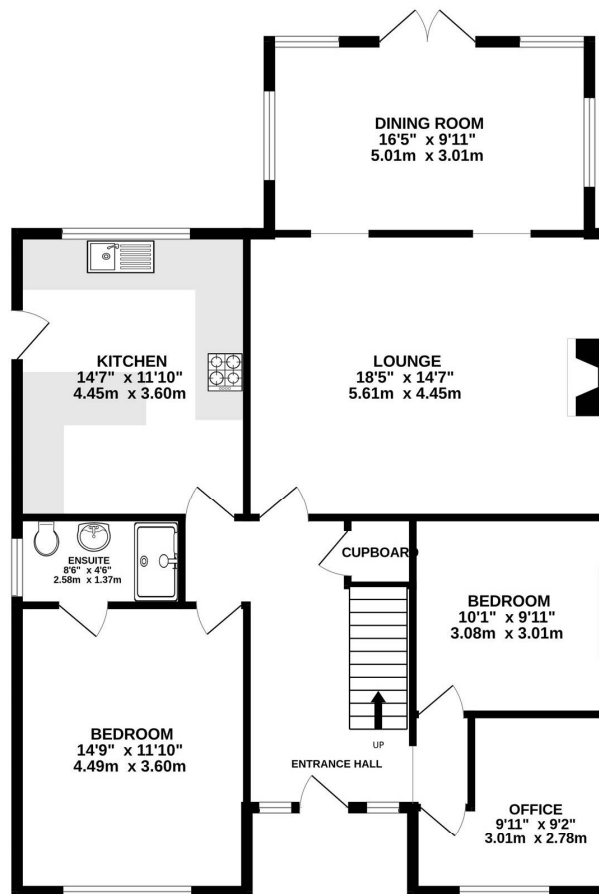 DINING ROOM
16'5" x 9'11"
5.01m x 3.01m
KITCHEN
14'7" x 11'10"
4.45m x 3.60m
LOUNGE
18'5" x 14'7"
5.61m x 4.45m
ENSUITE
8'6" x 4'6"
2.58m x 1.37m
CUPBOARD
BEDROOM
10'1" x 9'11"
3.08m x 3.01m
BEDROOM
14'9" x 11'10"
4.49m x 3.60m
UP
ENTRANCE HALL
OFFICE
9'11" x 9'2"
3.01m x 2.78m